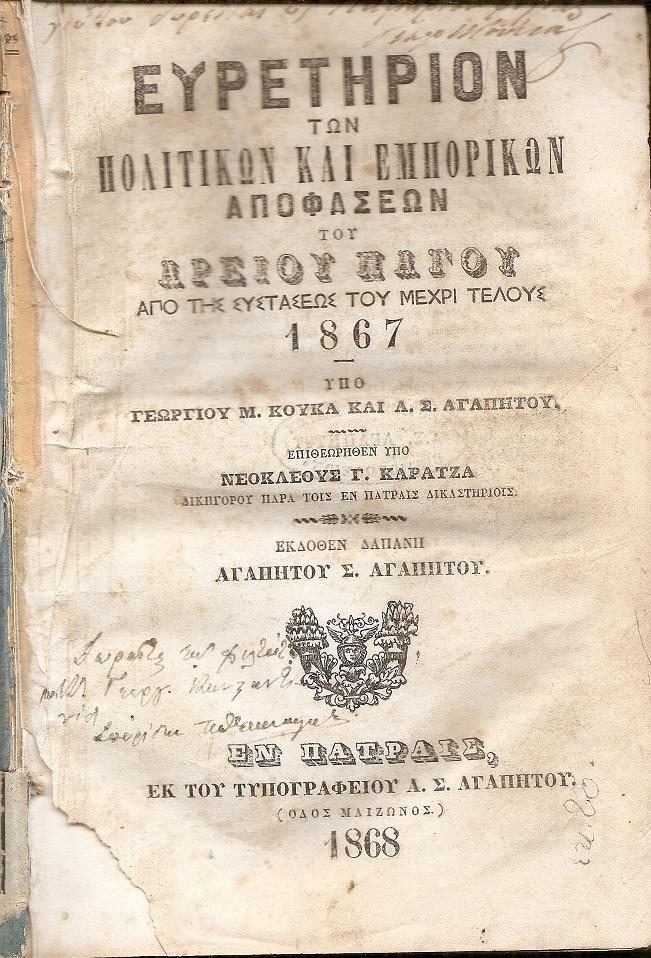 ΕΥΡΕΤΗΡΙΟΝ
ΤΩΝ
ΠΟΛΙΤΙΚΩΝ ΚΑΙ ΕΜΠΟΡΙΚΩΝ
ΑΠΟΦΑΣΕΩΝ
ΤΟΥ
ΑΡΕΙΟΥ ΠΑΓΟΥ
ΑΠΟ ΤΗΣ ΣΥΣΤΑΣΕΩΣ ΤΟΥ ΜΕΧΡΙ ΤΕΛΟΥΣ
1867
ΥΠΟ
ΓΕΩΡΓΙΟΥ Μ. ΚΟΥΚΑ ΚΑΙ Α. Σ. ΑΓΑΠΗΤΟΥ.
ΕΠΙΘΕΩΡΗΘΕΝ ΥΠΟ
ΝΕΟΚΛΕΟΥΣ Γ. ΚΑΡΑΤΖΑ
ΔΙΚΗΓΟΡΟΥ ΠΑΡΑ ΤΟΙΣ ΕΝ ΠΑΤΡΑΙΣ ΔΙΚΑΣΤΗΡΙΟΙΣ.
ΕΚΔΟΘΕΝ ΔΑΠΑΝΗ
ΑΓΑΠΗΤΟΥ Σ. ΑΓΑΠΗΤΟΥ.
ΕΝ ΠΑΤΡΑΙΣ,
ΕΚ ΤΟΥ ΤΥΠΟΓΡΑΦΕΙΟΥ Α. Σ. ΑΓΑΠΗΤΟΥ.
(ΟΔΟΣ ΜΑΙΖΩΝΟΣ.)
1868